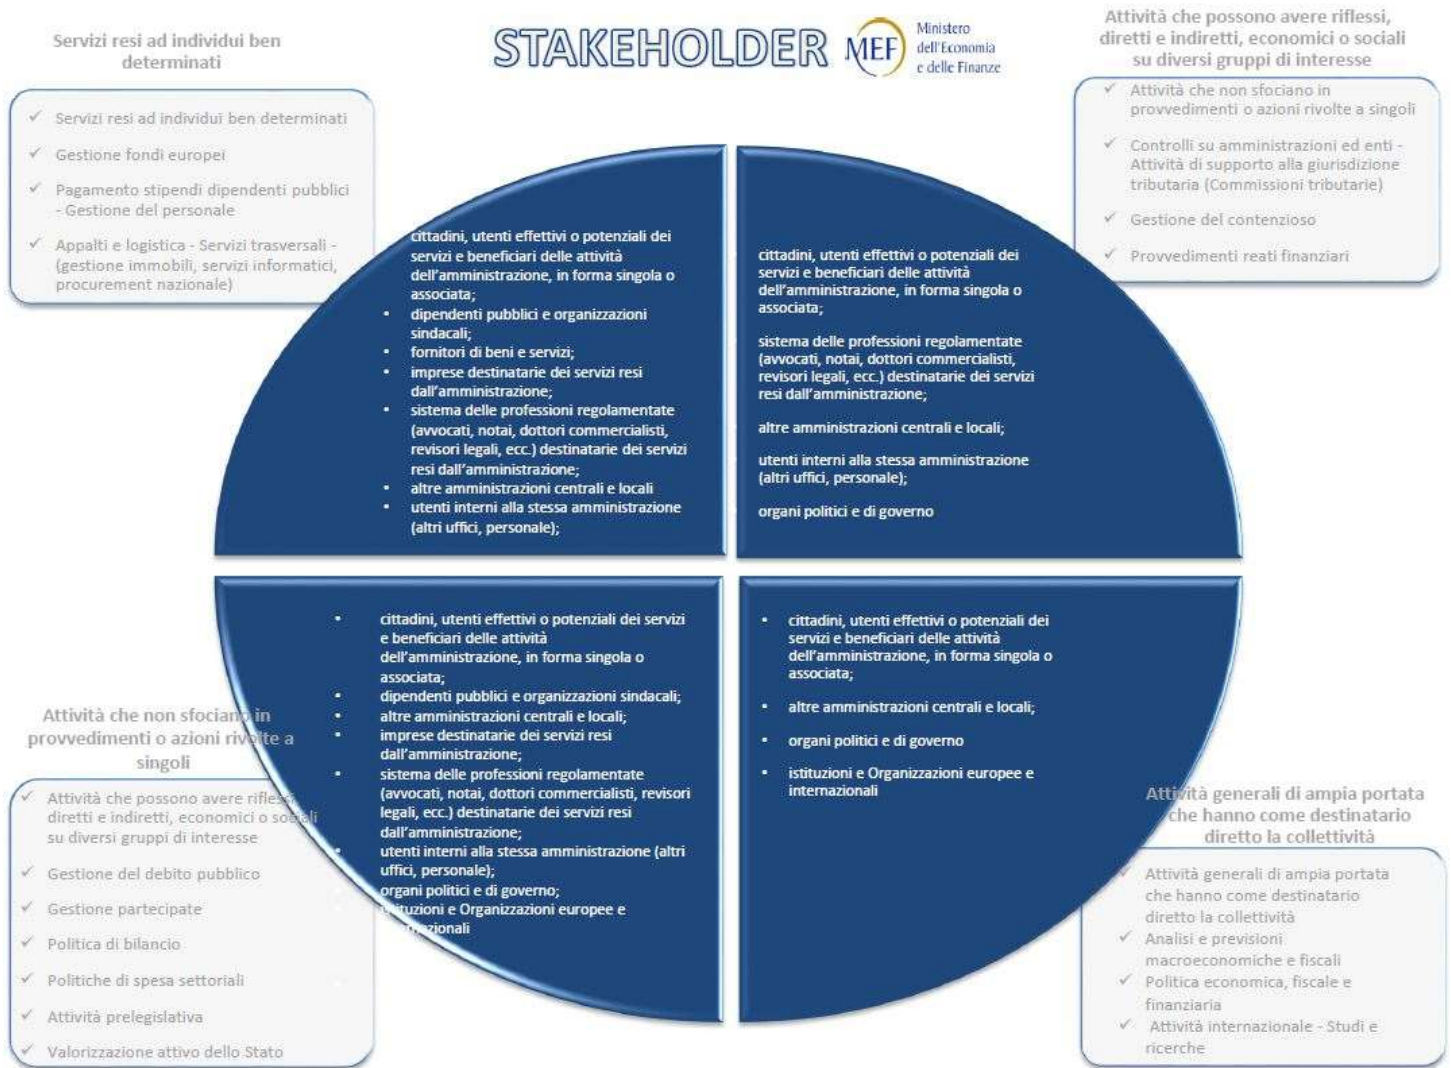 STAKEHOLDER
MEF
Ministero
dell'Economia
e delle Finanze
Servizi resi ad individui ben
determinati
✓ Servizi resi ad individui ben determinati
✓ Gestione fondi europei
✓ Pagamento stipendi dipendenti pubblici
- Gestione del personale
✓ Appalti e logistica - Servizi trasversali -
(gestione immobili, servizi informatici,
procurement nazionale)
Attività che possono avere riflessi,
diretti e indiretti, economici o sociali
su diversi gruppi di interesse
✓ Attività che non sfociano in
provvedimenti o azioni rivolte a singoli
✓ Controlli su amministrazioni ed enti -
Attività di supporto alla giurisdizione
tributaria (Commissioni tributarie)
✓ Gestione del contenzioso
✓ Provvedimenti reati finanziari
cittadini, utenti effettivi o potenziali dei
servizi e beneficiari delle attività
dell'amministrazione, in forma singola o
associata;
• dipendenti pubblici e organizzazioni
sindacali;
• fornitori di beni e servizi;
• imprese destinatarie dei servizi resi
dall'amministrazione;
• sistema delle professioni regolamentate
(avvocati, notai, dottori commercialisti,
revisori legali, ecc.) destinatarie dei servizi
resi dall'amministrazione;
• altre amministrazioni centrali e locali
• utenti interni alla stessa amministrazione
(altri uffici, personale);
cittadini, utenti effettivi o potenziali dei
servizi e beneficiari delle attività
dell'amministrazione, in forma singola o
associata;
sistema delle professioni regolamentate
(avvocati, notai, dottori commercialisti,
revisori legali, ecc.) destinatarie dei servizi
resi dall'amministrazione;
altre amministrazioni centrali e locali;
utenti interni alla stessa amministrazione
(altri uffici, personale);
organi politici e di governo
• cittadini, utenti effettivi o potenziali dei servizi
e beneficiari delle attività
dell'amministrazione, in forma singola o
associata;
• dipendenti pubblici e organizzazioni sindacali;
• altre amministrazioni centrali e locali;
• imprese destinatarie dei servizi resi
dall'amministrazione;
• sistema delle professioni regolamentate
(avvocati, notai, dottori commercialisti, revisori
legali, ecc.) destinatarie dei servizi resi
dall'amministrazione;
• utenti interni alla stessa amministrazione (altri
uffici, personale);
organi politici e di governo;
istituzioni e Organizzazioni europee e
internazionali
• cittadini, utenti effettivi o potenziali dei
servizi e beneficiari delle attività
dell'amministrazione, in forma singola o
associata;
• altre amministrazioni centrali e locali;
• organi politici e di governo
• istituzioni e Organizzazioni europee e
internazionali
Attività che non sfociano in
provvedimenti o azioni rivolte a
singoli
✓ Attività che possono avere riflessi,
diretti e indiretti, economici o sociali
su diversi gruppi di interesse
✓ Gestione del debito pubblico
✓ Gestione partecipate
✓ Politica di bilancio
✓ Politiche di spesa settoriali
✓ Attività prelegislativa
✓ Valorizzazione attivo dello Stato
Attività generali di ampia portata
che hanno come destinatario
diretto la collettività
✓ Attività generali di ampia portata
che hanno come destinatario
diretto la collettività
✓ Analisi e previsioni
macroeconomiche e fiscali
✓ Politica economica, fiscale e
finanziaria
✓ Attività internazionale - Studi e
ricerche